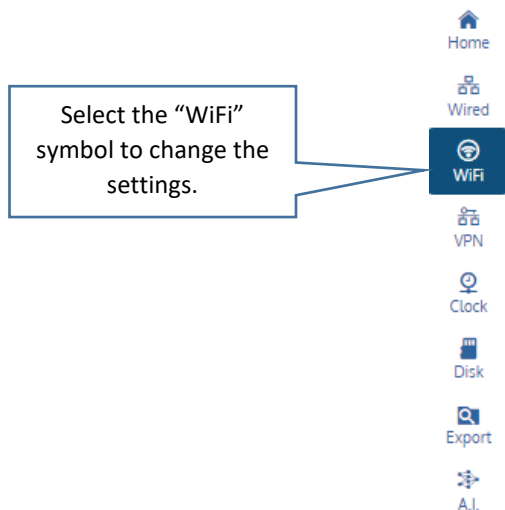 Home
Wired
Select the “WiFi”
symbol to change the
settings.
WiFi
VPN
Clock
Disk
Export
A.I.